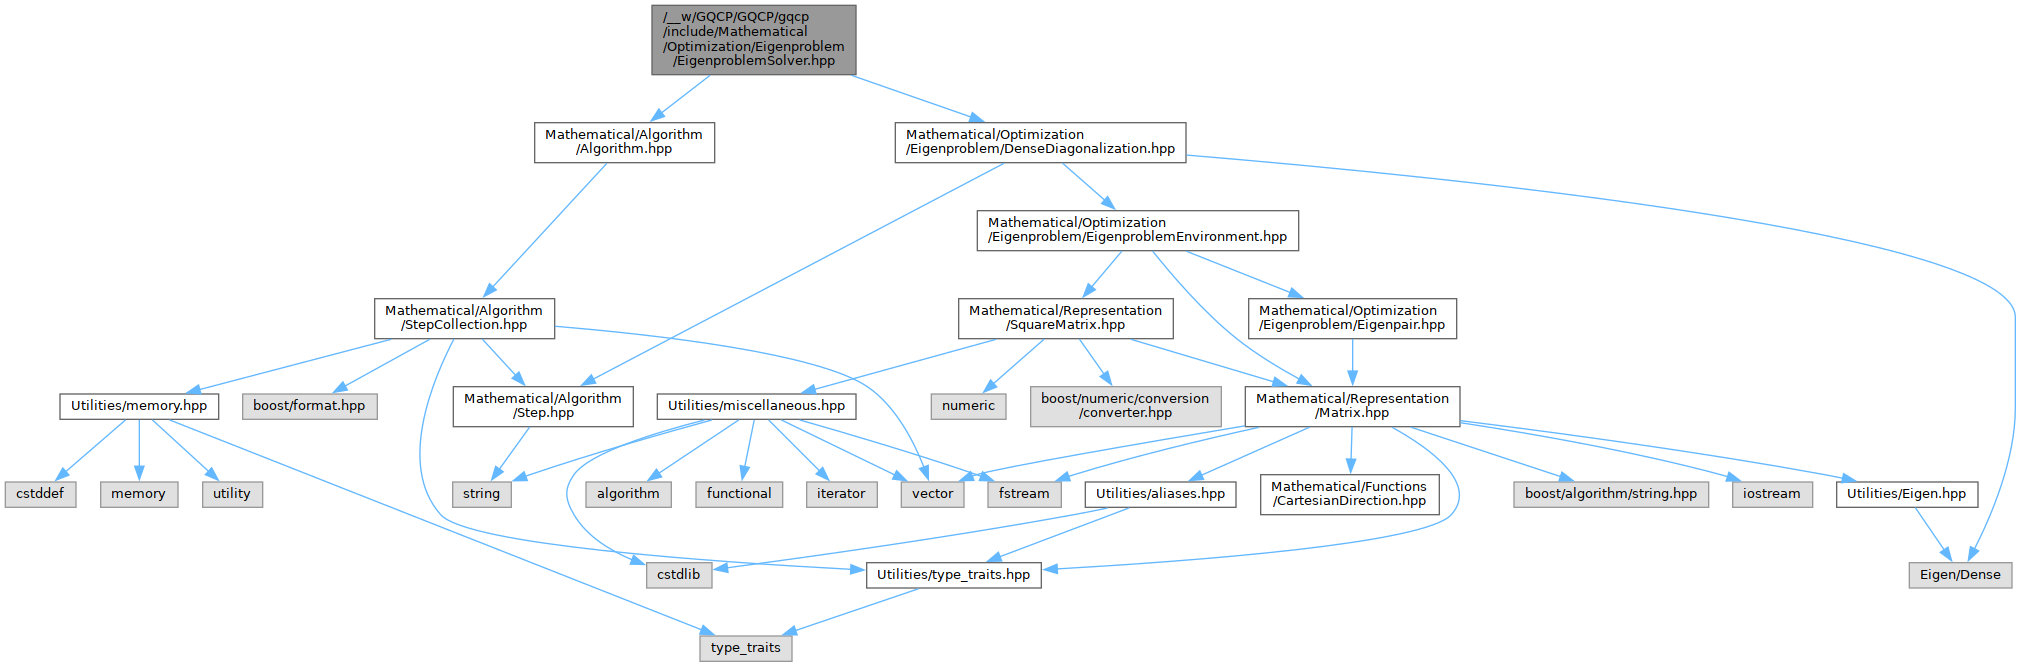 /__w/GQCP/GQCP/gqcp
/include/Mathematical
/Optimization/Eigenproblem
/EigenproblemSolver.hpp
Mathematical/Algorithm
/Algorithm.hpp
Mathematical/Optimization
/Eigenproblem/DenseDiagonalization.hpp
Mathematical/Optimization
/Eigenproblem/EigenproblemEnvironment.hpp
Mathematical/Algorithm
/StepCollection.hpp
Mathematical/Representation
/SquareMatrix.hpp
Mathematical/Optimization
/Eigenproblem/Eigenpair.hpp
Utilities/memory.hpp
boost/format.hpp
Mathematical/Algorithm
/Step.hpp
Utilities/miscellaneous.hpp
numeric
boost/numeric/conversion
/converter.hpp
Mathematical/Representation
/Matrix.hpp
cstddef
memory
utility
string
algorithm
functional
iterator
vector
fstream
Utilities/aliases.hpp
Mathematical/Functions
/CartesianDirection.hpp
boost/algorithm/string.hpp
iostream
Utilities/Eigen.hpp
cstdlib
Utilities/type_traits.hpp
Eigen/Dense
type_traits